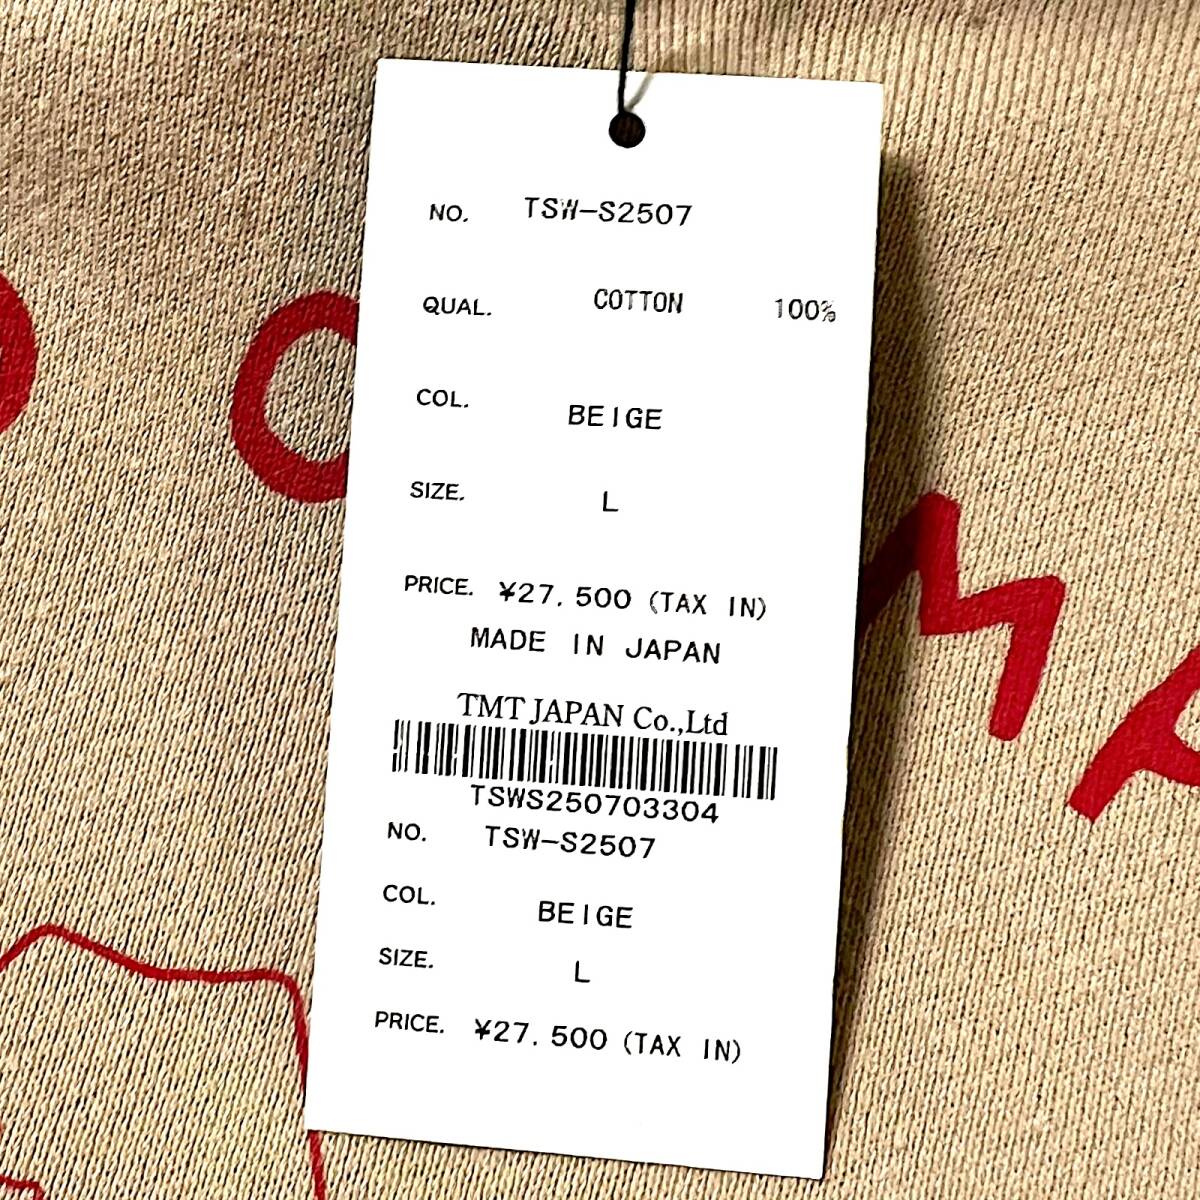 NO. TSW-S2507
QUAL. COTTON 100%
COL. BEIGE
SIZE. L
PRICE. ¥27,500 (TAX IN)
MADE IN JAPAN
TMT JAPAN Co.,Ltd
TSWS250703304
NO. TSW-S2507
COL. BEIGE
SIZE. L
PRICE. ¥27,500 (TAX IN)